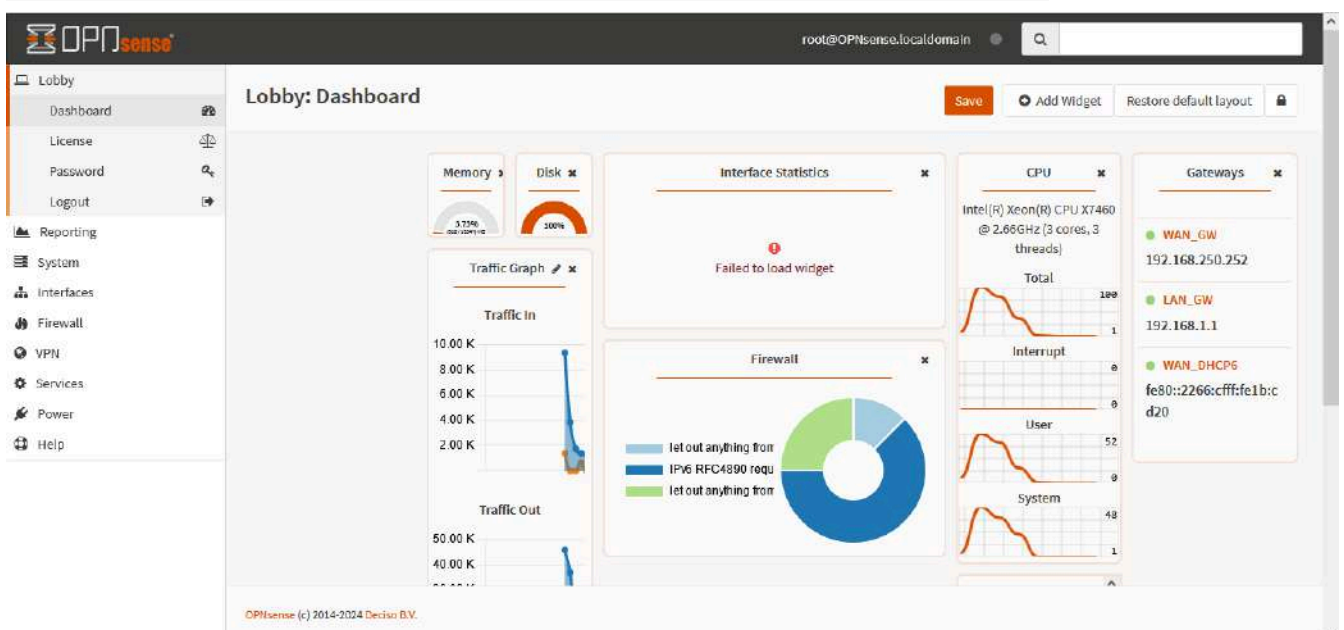 OPNsense
root@OPNsense.localdomain
Lobby
Dashboard
License
Password
Logout
Reporting
System
Interfaces
Firewall
VPN
Services
Power
Help
Lobby: Dashboard
Save
Add Widget
Restore default layout
Memory
3.73%
Disk
100%
Traffic Graph
Traffic In
10.00 K
8.00 K
6.00 K
4.00 K
2.00 K
Traffic Out
50.00 K
40.00 K
Interface Statistics
Failed to load widget
Firewall
let out anything from
IPv6 RFC4890 requ
let out anything from
CPU
Intel(R) Xeon(R) CPU X7460
@ 2.66GHz (3 cores, 3
threads)
Total
100
1
Interrupt
0
0
User
52
0
System
48
1
Gateways
WAN_GW
192.168.250.252
LAN_GW
192.168.1.1
WAN_DHCP6
fe80::2266:cfff:fe1b:c
d20
OPNsense (c) 2014-2024 Deciso B.V.